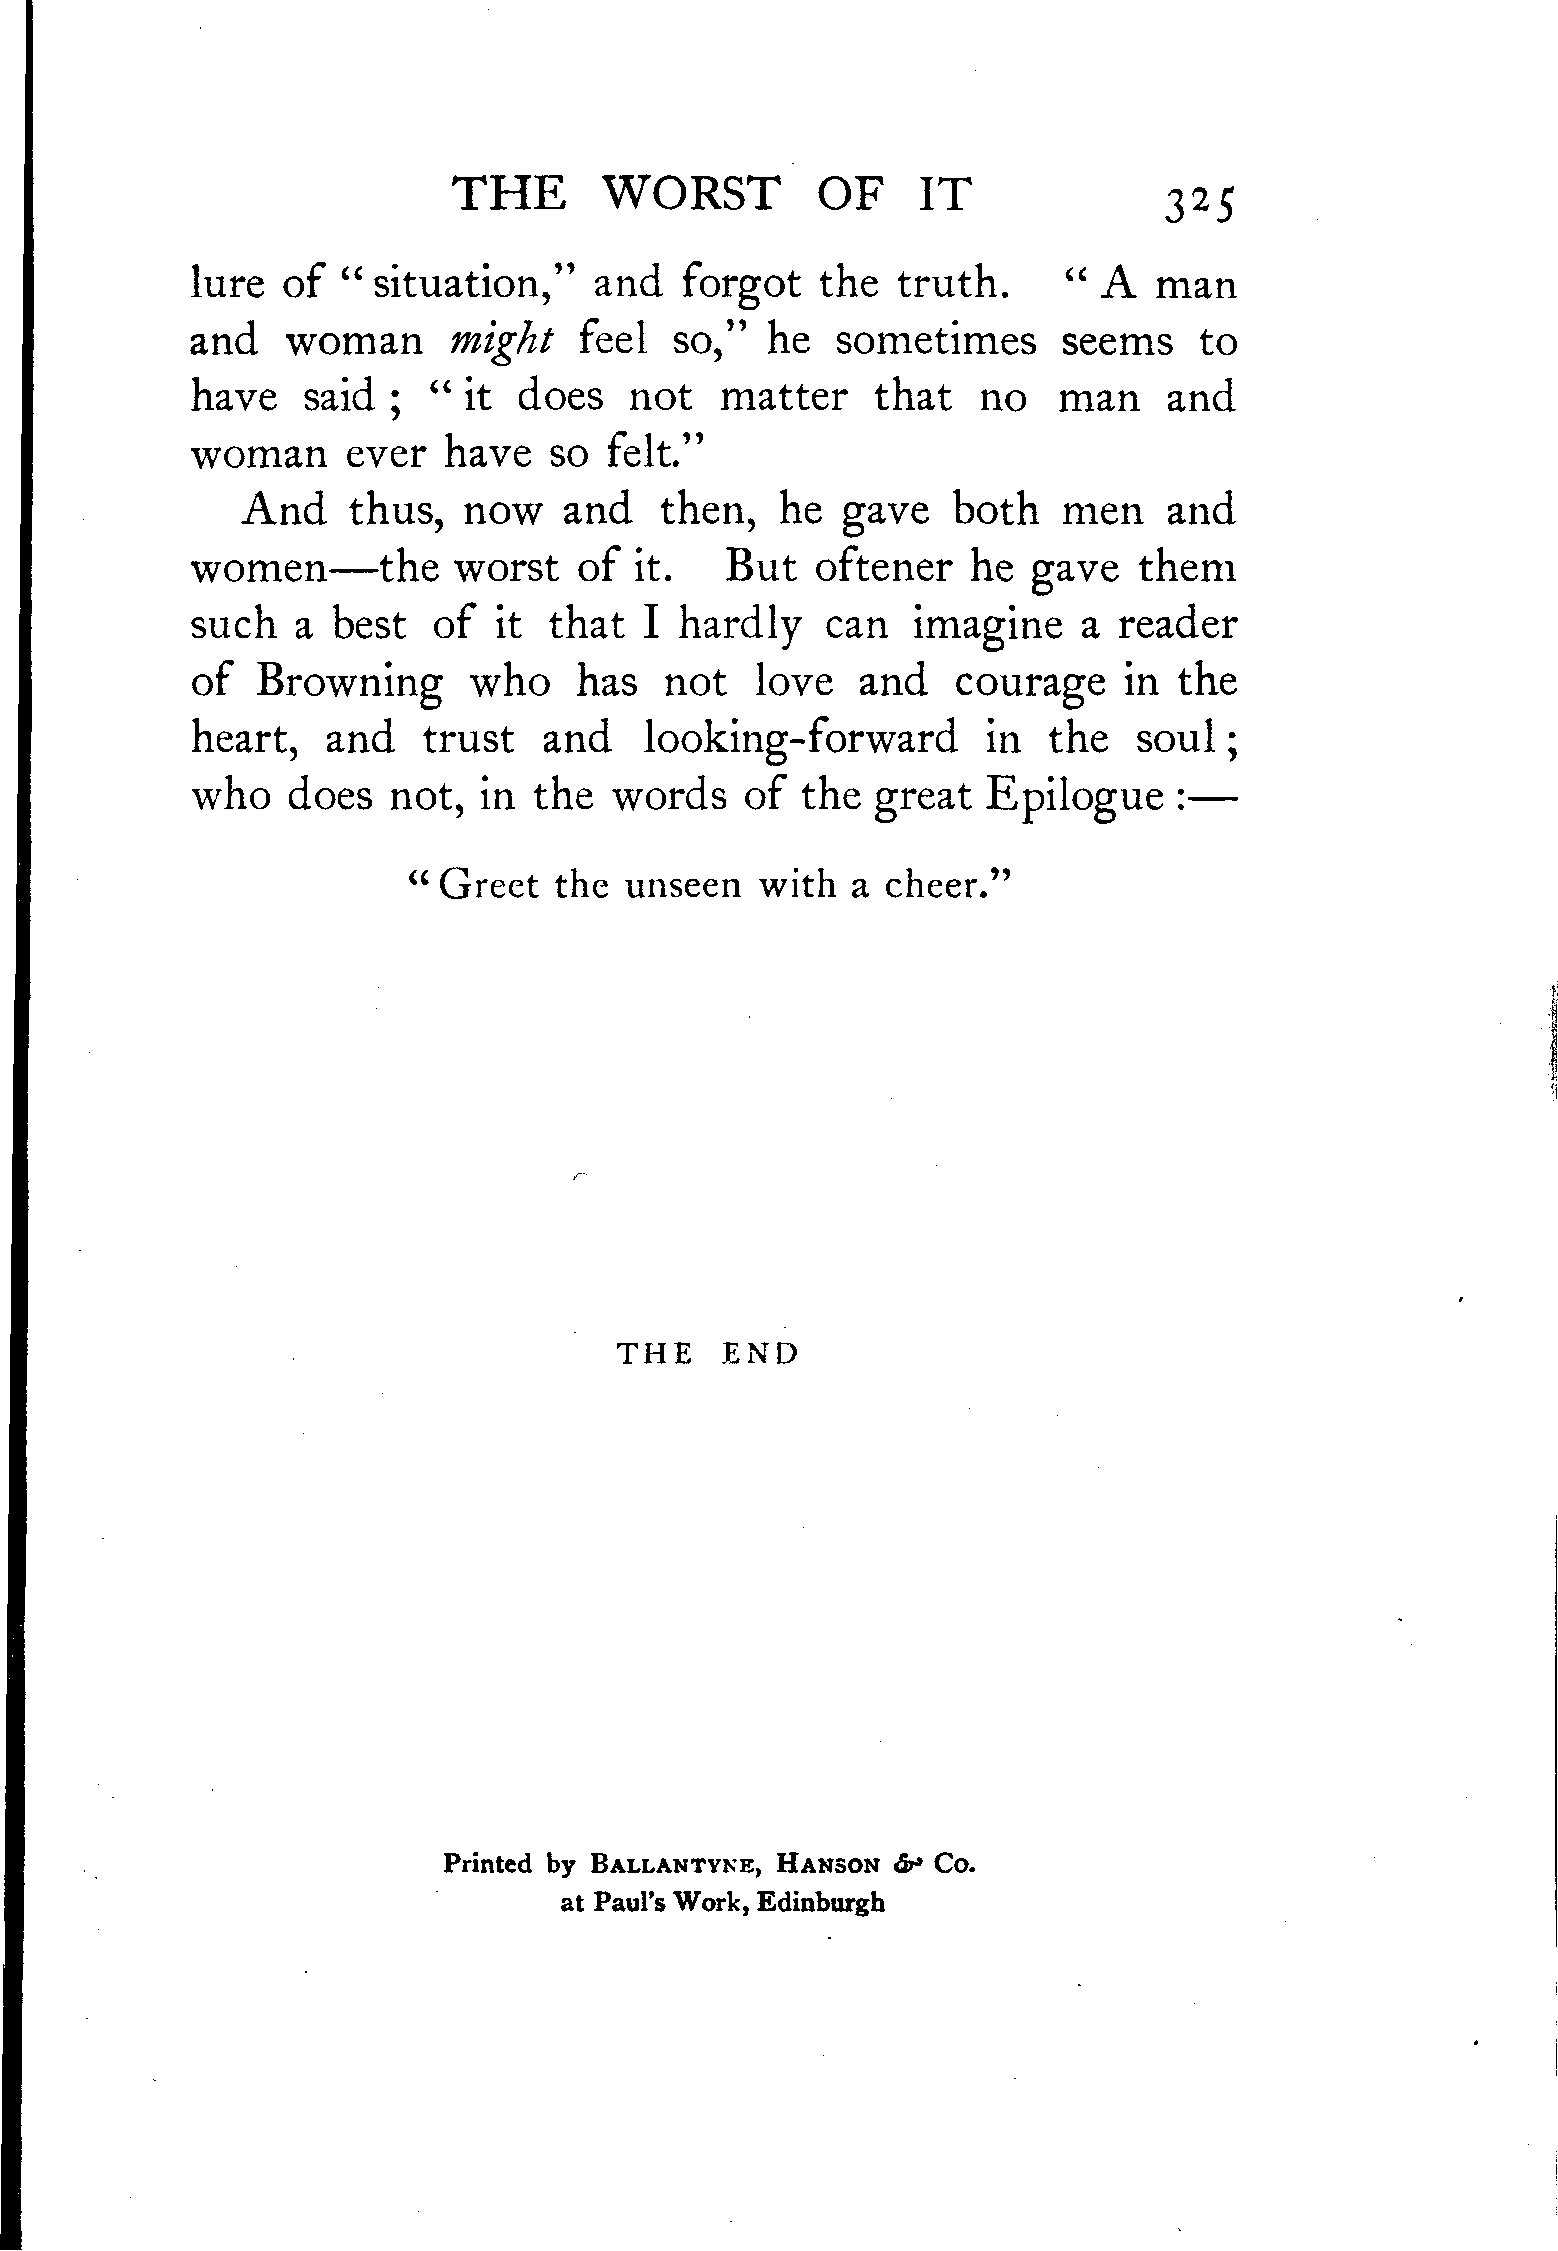 THE WORST OF IT 325
lure of "situation," and forgot the truth. "A man
and woman might feel so," he sometimes seems to
have said; "it does not matter that no man and
woman ever have so felt."
And thus, now and then, he gave both men and
women—the worst of it. But oftener he gave them
such a best of it that I hardly can imagine a reader
of Browning who has not love and courage in the
heart, and trust and looking-forward in the soul;
who does not, in the words of the great Epilogue:—
"Greet the unseen with a cheer."
THE END
Printed by BALLANTYNE, HANSON & Co.
at Paul's Work, Edinburgh